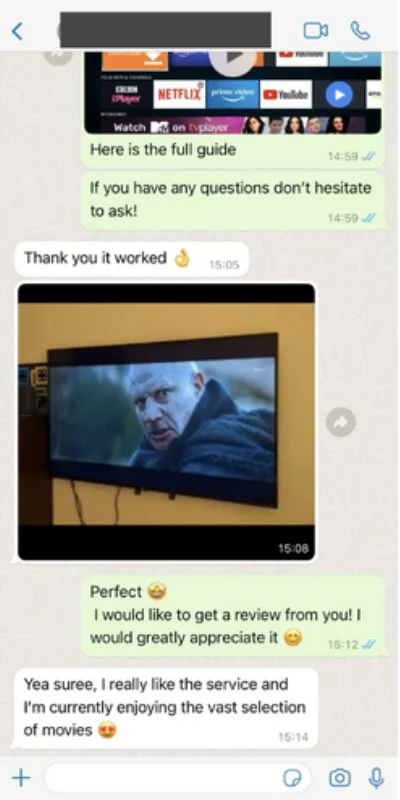 BBC
iPlayer
NETFLIX
prime video
YouTube
Watch MTV on tvplayer
Here is the full guide
14:59
If you have any questions don't hesitate
to ask!
14:59
Thank you it worked 👌
15:05
15:08
Perfect 🤩
I would like to get a review from you! I
would greatly appreciate it 😊
15:12
Yea suree, I really like the service and
I'm currently enjoying the vast selection
of movies 😍
15:14